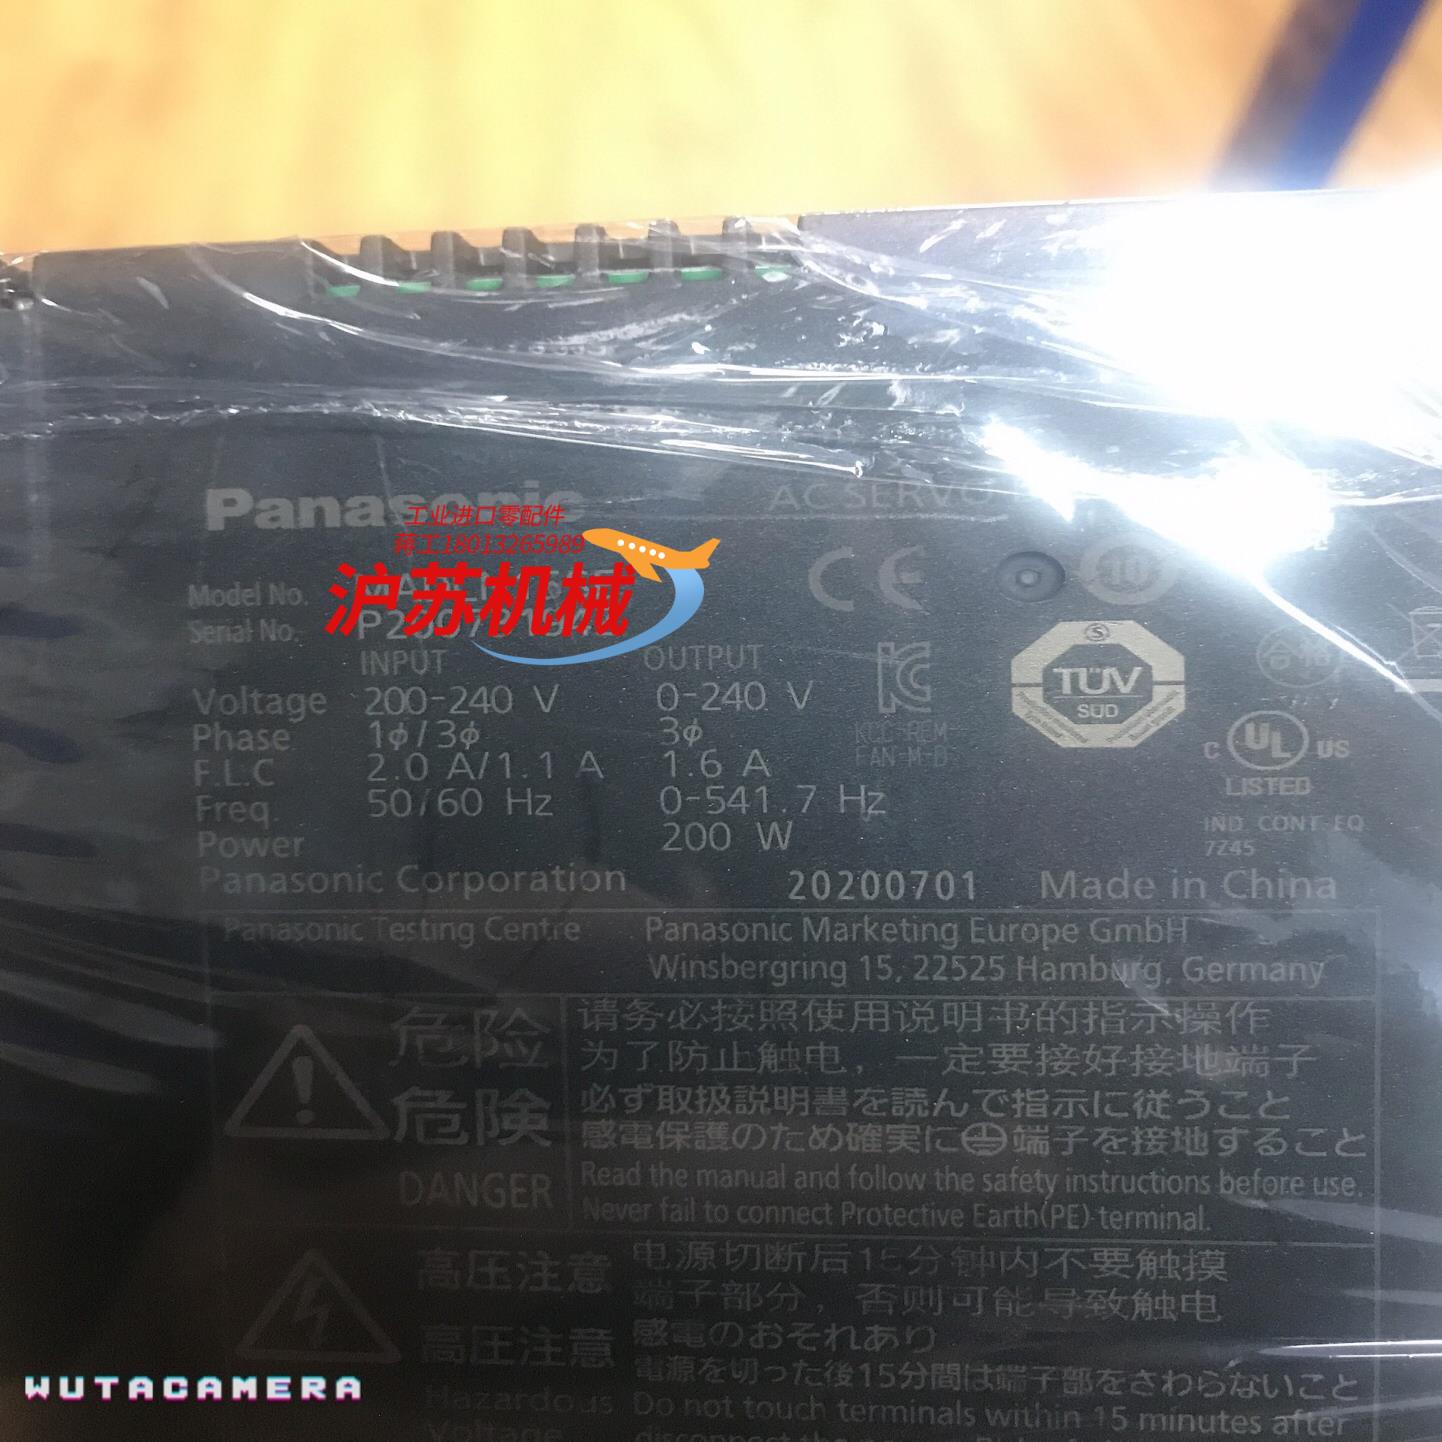 Panasonic
AC SERVO
工业进口零配件
蒋工18013265989
沪苏机械
Model No.
Serial No.
INPUT OUTPUT
Voltage 200-240 V 0-240 V
Phase 1ϕ/3ϕ 3ϕ
F.L.C 2.0 A/1.1 A 1.6 A
Freq. 50/60 Hz 0-541.7 Hz
Power 200 W
CE
10
KC
KCC-REM-
FAN-M-D
S
TÜV
SÜD
合格
C UL US
LISTED
IND. CONT. EQ.
7Z45
Panasonic Corporation 20200701 Made in China
Panasonic Testing Centre Panasonic Marketing Europe GmbH
Winsbergring 15, 22525 Hamburg, Germany
危险 请务必按照使用说明书的指示操作
为了防止触电，一定要接好接地端子
危険 必ず取扱説明書を読んで指示に従うこと
感電保護のため確実に端子を接地すること
DANGER Read the manual and follow the safety instructions before use.
Never fail to connect Protective Earth(PE) terminal.
高压注意 电源切断后15分钟内不要触摸
端子部分，否则可能导致触电
高圧注意 感電のおそれあり
電源を切った後15分間は端子部をさわらないこと
Hazardous Do not touch terminals within 15 minutes after
Voltage
WUTACAMERA